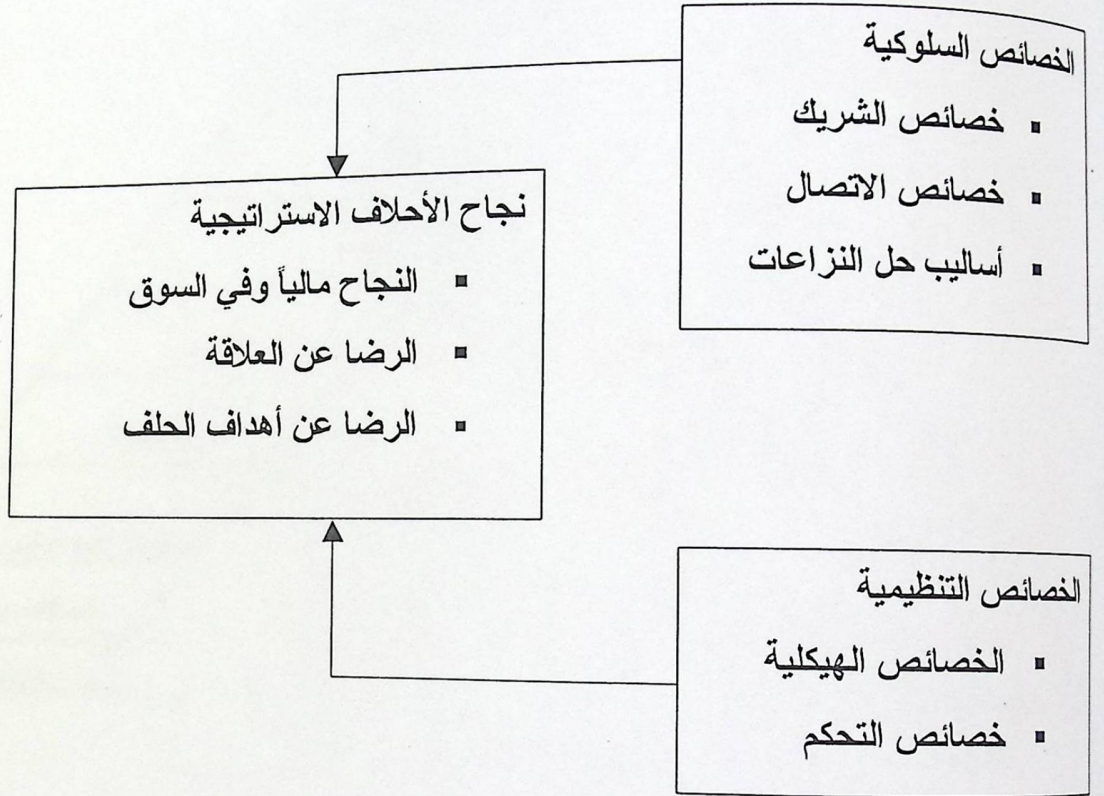 الخصائص السلوكية
▪ خصائص الشريك
▪ خصائص الاتصال
▪ أساليب حل النزاعات
نجاح الأحلاف الاستراتيجية
▪ النجاح مالياً وفي السوق
▪ الرضا عن العلاقة
▪ الرضا عن أهداف الحلف
الخصائص التنظيمية
▪ الخصائص الهيكلية
▪ خصائص التحكم